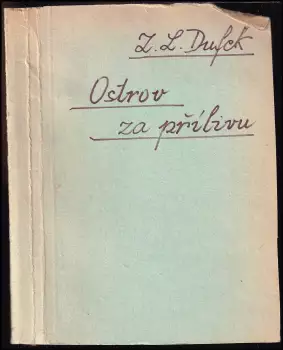 Z. L. Dufek
Ostrov
za přílivu